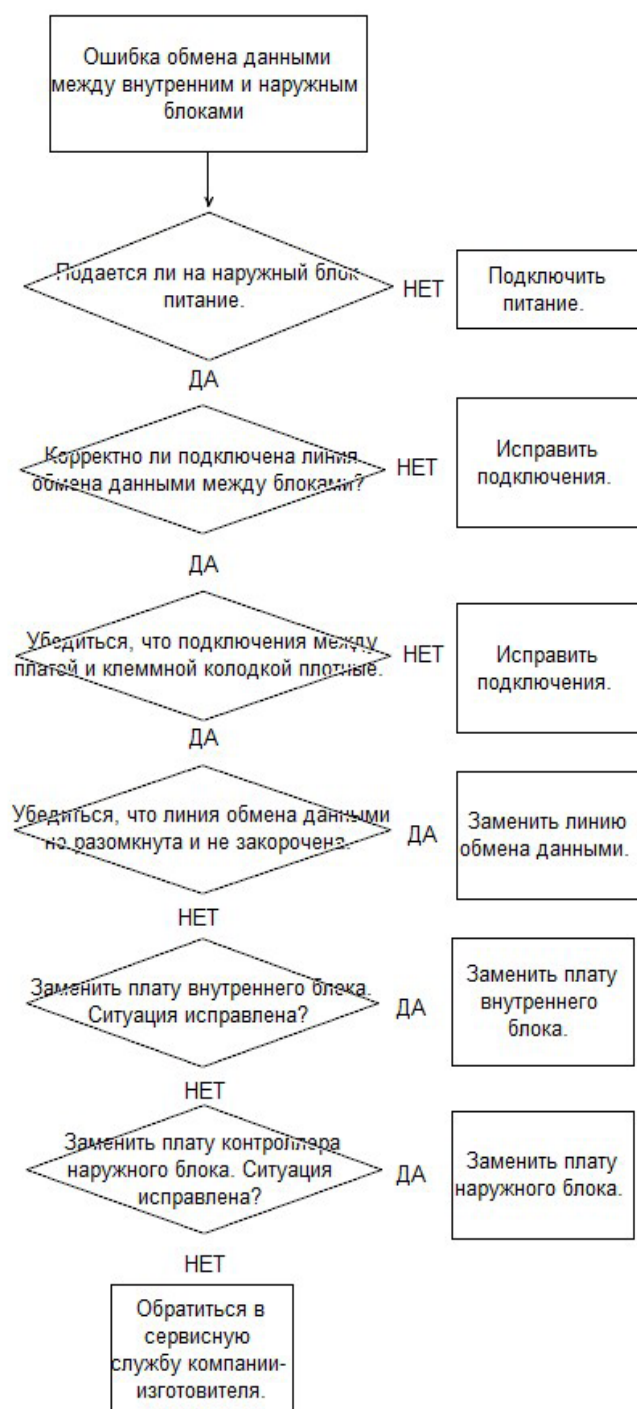 Ошибка обмена данными
между внутренним и наружным
блоками
Подается ли на наружный блок
питание.
НЕТ
Подключить
питание.
ДА
Корректно ли подключена линия
обмена данными между блоками?
НЕТ
Исправить
подключения.
ДА
Убедиться, что подключения между
платой и клеммной колодкой плотные.
НЕТ
Исправить
подключения.
ДА
Убедиться, что линия обмена данными
не разомкнута и не закорочена.
ДА
Заменить линию
обмена данными.
НЕТ
Заменить плату внутреннего блока.
Ситуация исправлена?
ДА
Заменить плату
внутреннего
блока.
НЕТ
Заменить плату контроллера
наружного блока. Ситуация
исправлена?
ДА
Заменить плату
наружного блока.
НЕТ
Обратиться в
сервисную
службу компании-
изготовителя.